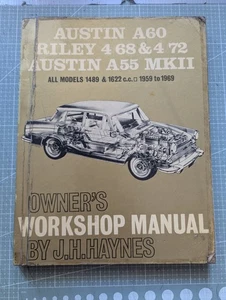 AUSTIN A60
RILEY 4 68 & 4 72
AUSTIN A55 MKII
ALL MODELS 1489 & 1622 c.c. □ 1959 to 1969
OWNER'S
WORKSHOP MANUAL
BY J.H.HAYNES